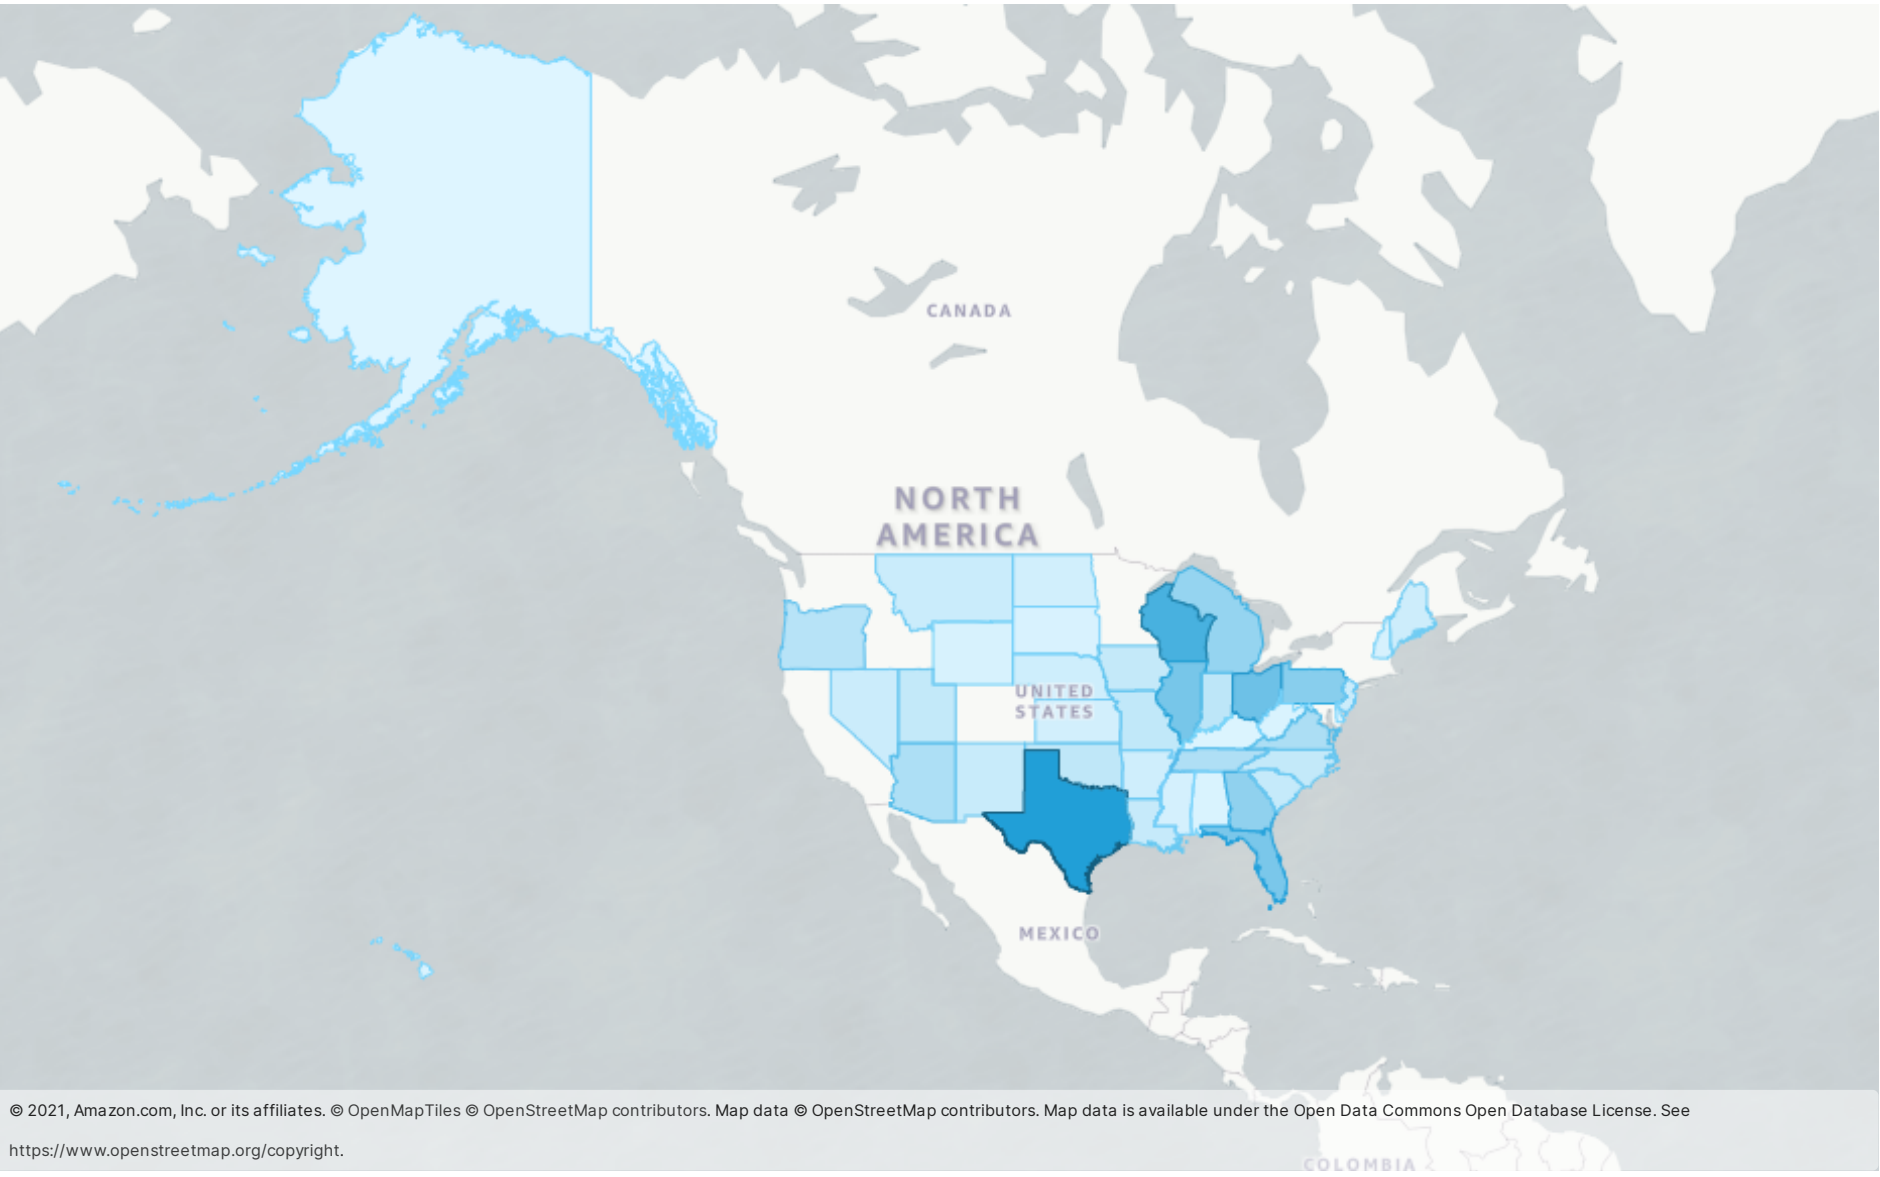 CANADA
NORTH
AMERICA
UNITED
STATES
MEXICO
© 2021, Amazon.com, Inc. or its affiliates. © OpenMapTiles © OpenStreetMap contributors. Map data © OpenStreetMap contributors. Map data is available under the Open Data Commons Open Database License. See
https://www.openstreetmap.org/copyright.
COLOMBIA